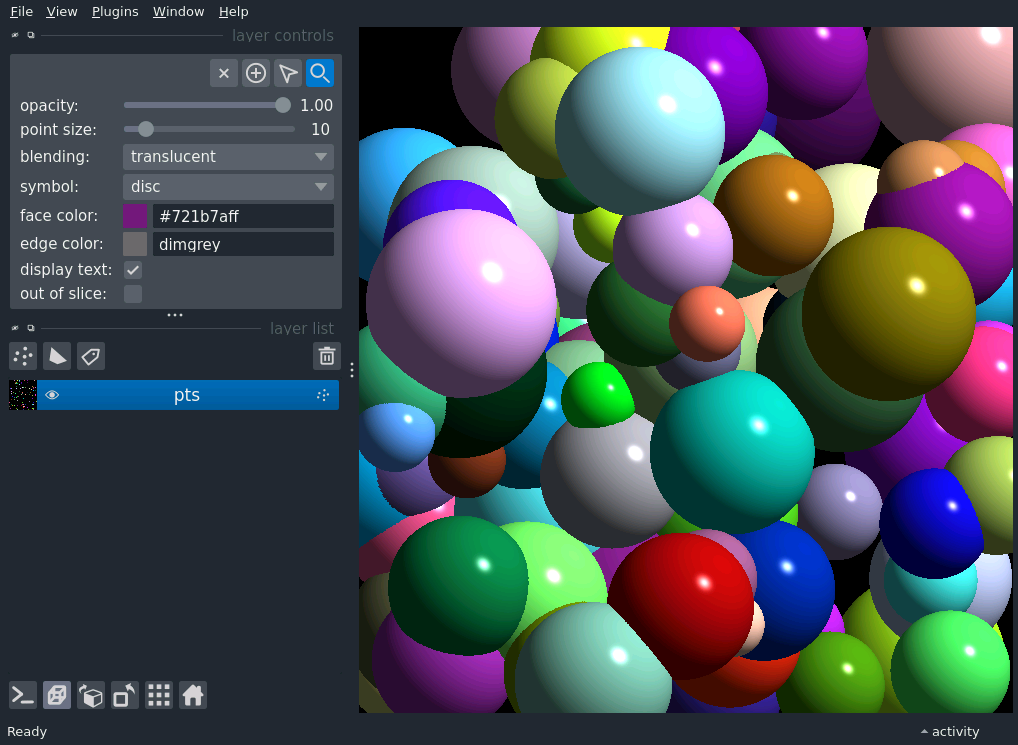 File View Plugins Window Help
layer controls
opacity: 1.00
point size: 10
blending: translucent
symbol: disc
face color: #721b7aff
edge color: dimgrey
display text:
out of slice:
layer list
pts
Ready
activity